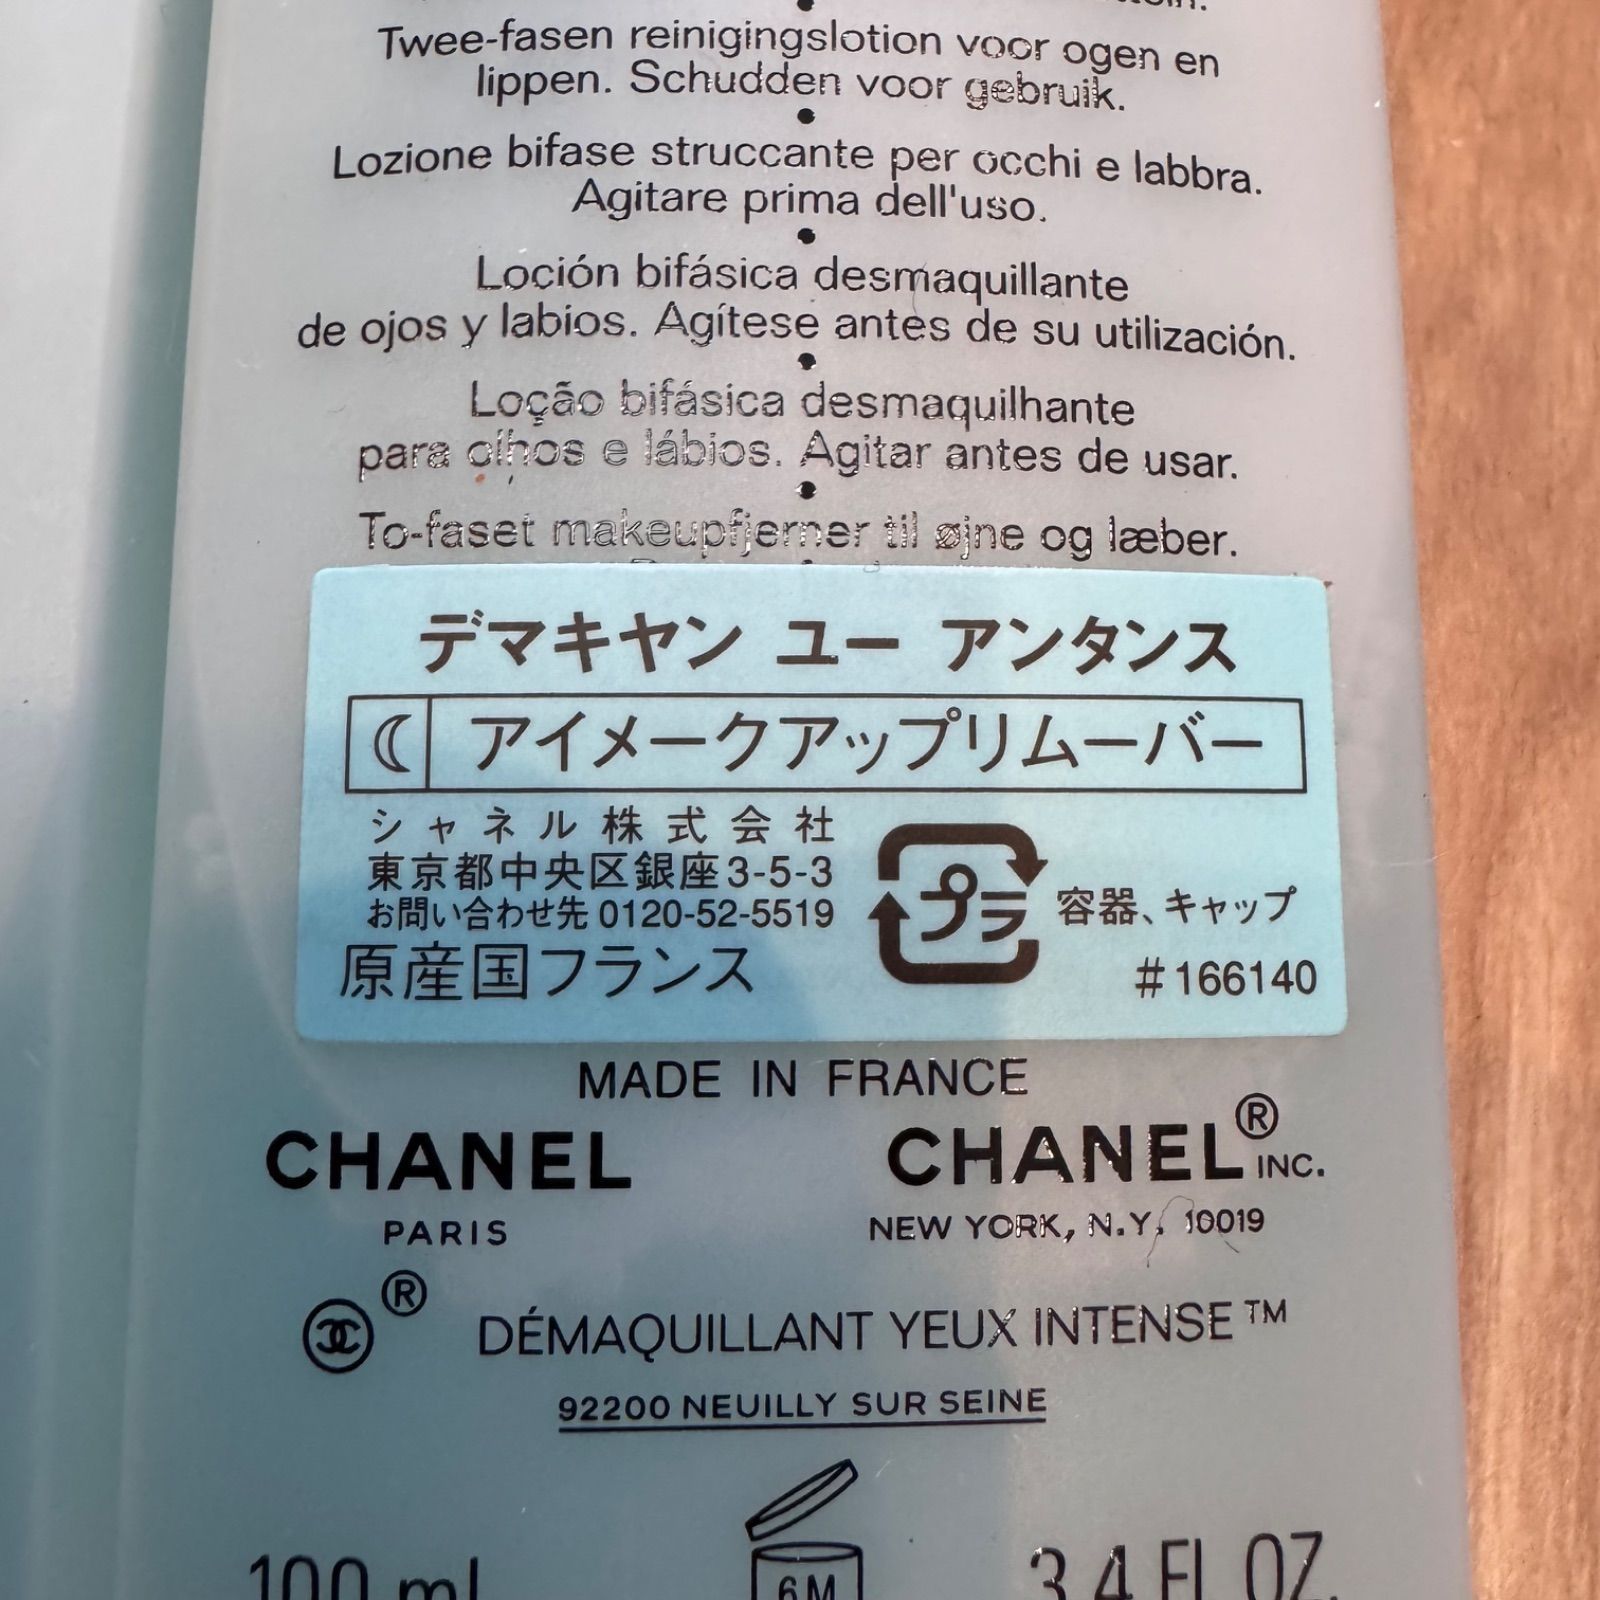 Twee-fasen reinigingslotion voor ogen en
lippen. Schudden voor gebruik.
•
Lozione bifase struccante per occhi e labbra.
Agitare prima dell'uso.
•
Loción bifásica desmaquillante
de ojos y labios. Agítese antes de su utilización.
•
Loção bifásica desmaquilhante
para olhos e lábios. Agitar antes de usar.
•
To-faset makeupfjerner til øjne og læber.
デマキヤン ユー アンタンス
アイメークアップリムーバー
シャネル株式会社
東京都中央区銀座3-5-3
お問い合わせ先 0120-52-5519
原産国フランス
プラ
容器、キャップ
#166140
MADE IN FRANCE
CHANEL
PARIS
CHANEL® INC.
NEW YORK, N.Y. 10019
® DÉMAQUILLANT YEUX INTENSE™
92200 NEUILLY SUR SEINE
100 ml
6M
3.4 FL. OZ.